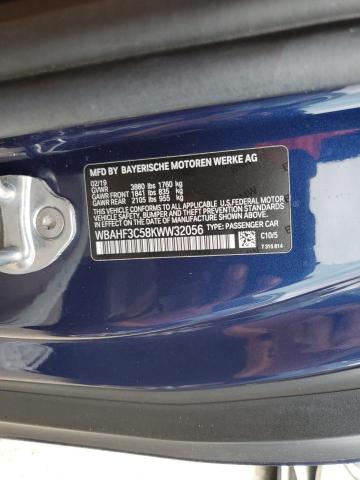 MFD BY BAYERISCHE MOTOREN WERKE AG
02/19
GVWR 3880 lbs 1760 kg
GAWR FRONT 1841 lbs 835 kg
GAWR REAR 2105 lbs 955 kg
THIS VEHICLE CONFORMS TO ALL APPLICABLE U.S.FEDERAL MOTOR
VEHICLE SAFETY, BUMPER, AND THEFT PREVENTION STANDARDS IN
EFFECT ON THE DATE OF MANUFACTURE SHOWN ABOVE.
WBAHF3C58KWW32056 TYPE: PASSENGER CAR
C10/5
7 315 814